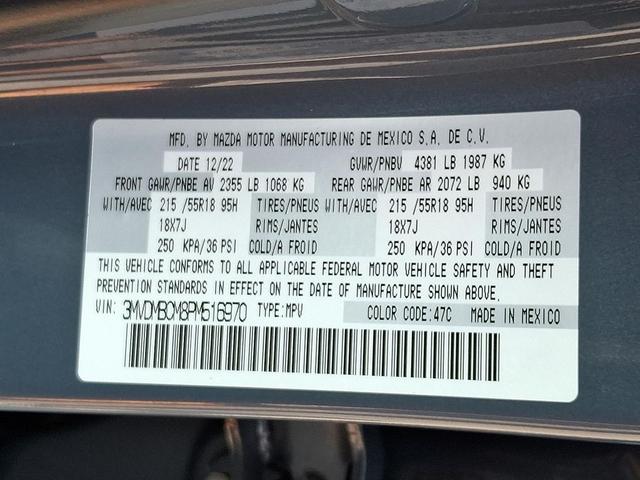 MFD. BY MAZDA MOTOR MANUFACTURING DE MEXICO S.A. DE C.V.
DATE 12/22 GVWR/PNBV 4381 LB 1987 KG
FRONT GAWR/PNBE AV 2355 LB 1068 KG REAR GAWR/PNBE AR 2072 LB 940 KG
WITH/AVEC 215 /55R18 95H TIRES/PNEUS WITH/AVEC 215 /55R18 95H TIRES/PNEUS
18X7J RIMS/JANTES 18X7J RIMS/JANTES
250 KPA/36 PSI COLD/A FROID 250 KPA/36 PSI COLD/A FROID
THIS VEHICLE CONFORMS TO ALL APPLICABLE FEDERAL MOTOR VEHICLE SAFETY AND THEFT
PREVENTION STANDARDS IN EFFECT ON THE DATE OF MANUFACTURE SHOWN ABOVE.
VIN: 3MVDMBCM8PM516970 TYPE:MPV COLOR CODE:47C MADE IN MEXICO